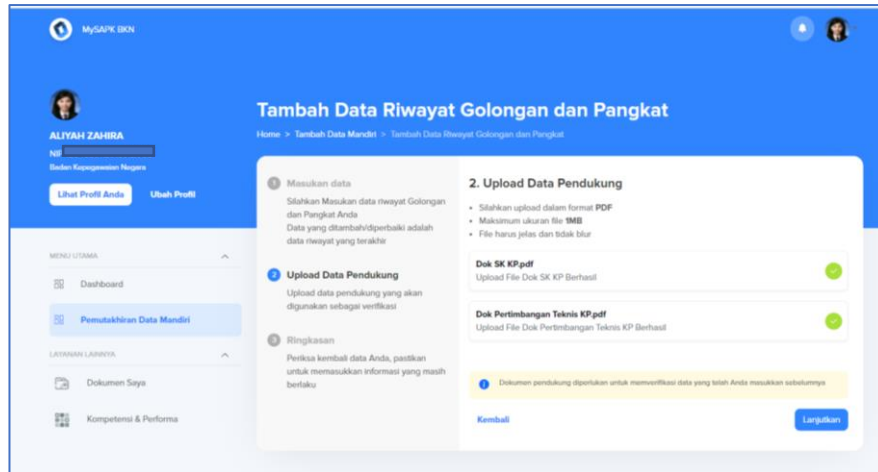 MySAPK BKN
ALIYAH ZAHIRA
NIP
Badan Kepegawaian Negara
Lihat Profil Anda
Ubah Profil
MENU UTAMA
Dashboard
Pemutakhiran Data Mandiri
LAYANAN LAINNYA
Dokumen Saya
Kompetensi & Performa
Tambah Data Riwayat Golongan dan Pangkat
Home > Tambah Data Mandiri > Tambah Data Riwayat Golongan dan Pangkat
1 Masukan data
Silahkan Masukan data riwayat Golongan
dan Pangkat Anda
Data yang ditambah/diperbaiki adalah
data riwayat yang terakhir
2 Upload Data Pendukung
Upload data pendukung yang akan
digunakan sebagai verifikasi
3 Ringkasan
Periksa kembali data Anda, pastikan
untuk memasukkan informasi yang masih
berlaku
2. Upload Data Pendukung
• Silahkan upload dalam format PDF
• Maksimum ukuran file 1MB
• File harus jelas dan tidak blur
Dok SK KP.pdf
Upload File Dok SK KP Berhasil
Dok Pertimbangan Teknis KP.pdf
Upload File Dok Pertimbangan Teknis KP Berhasil
Dokumen pendukung diperlukan untuk memverifikasi data yang telah Anda masukkan sebelumnya
Kembali
Lanjutkan